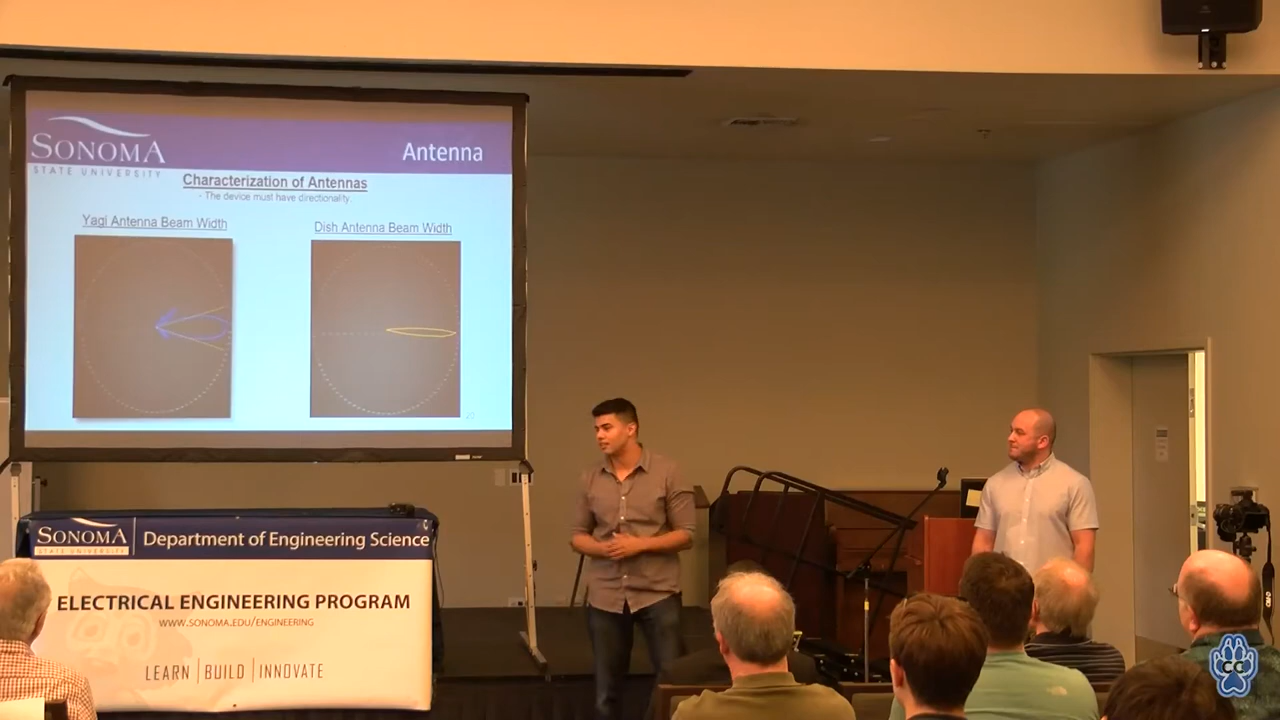 SONOMA
STATE UNIVERSITY
Antenna
Characterization of Antennas
- The device must have directionality.
Yagi Antenna Beam Width
Dish Antenna Beam Width
SONOMA
STATE UNIVERSITY
Department of Engineering Science
ELECTRICAL ENGINEERING PROGRAM
WWW.SONOMA.EDU/ENGINEERING
LEARN | BUILD | INNOVATE
CC